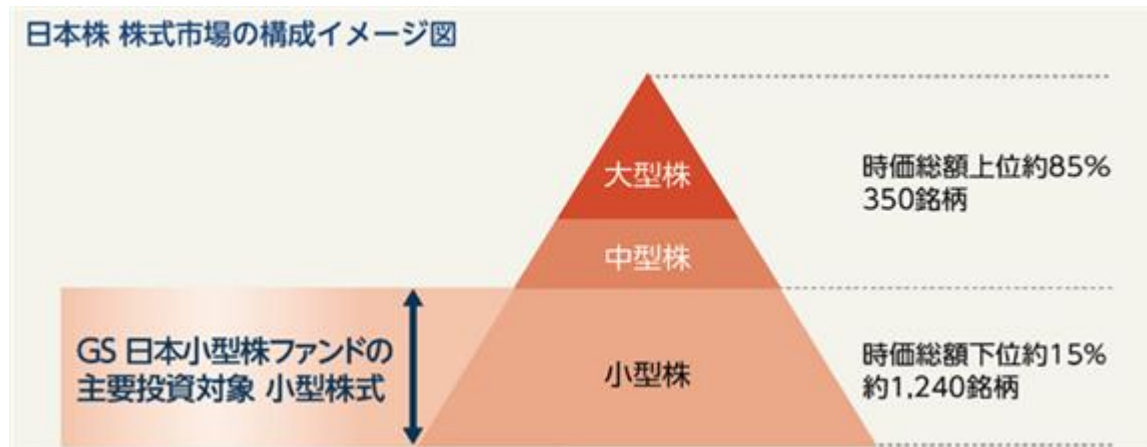 日本株 株式市場の構成イメージ図
大型株
時価総額上位約85%
350銘柄
中型株
GS 日本小型株ファンドの
主要投資対象 小型株式
小型株
時価総額下位約15%
約1,240銘柄